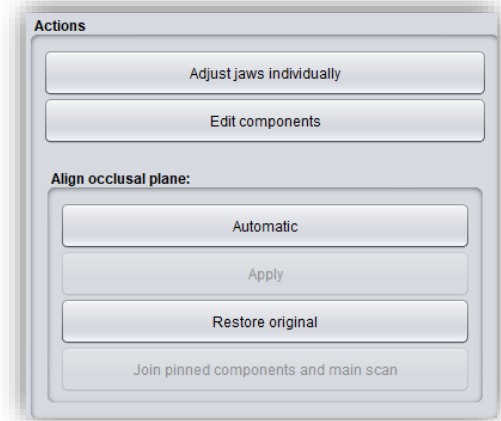 Actions
Adjust jaws individually
Edit components
Align occlusal plane:
Automatic
Apply
Restore original
Join pinned components and main scan